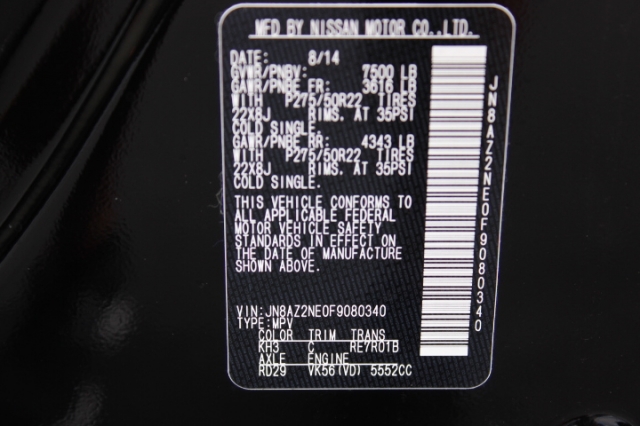 MFD BY NISSAN MOTOR CO.,LTD.
DATE: 8/14
GVWR/PNBV: 7500 LB
GAWR/PNBE FR: 3616 LB
WITH P275/50R22 TIRES
22X8J RIMS. AT 35PSI
COLD SINGLE.
GAWR/PNBE RR: 4343 LB
WITH P275/50R22 TIRES
22X8J RIMS. AT 35PSI
COLD SINGLE.
THIS VEHICLE CONFORMS TO
ALL APPLICABLE FEDERAL
MOTOR VEHICLE SAFETY
STANDARDS IN EFFECT ON
THE DATE OF MANUFACTURE
SHOWN ABOVE.
VIN:JN8AZ2NE0F9080340
TYPE:MPV
COLOR TRIM TRANS
KH3 C RE7R01B
AXLE ENGINE
RD29 VK56(VD) 5552CC
JN8AZ2NE0F9080340